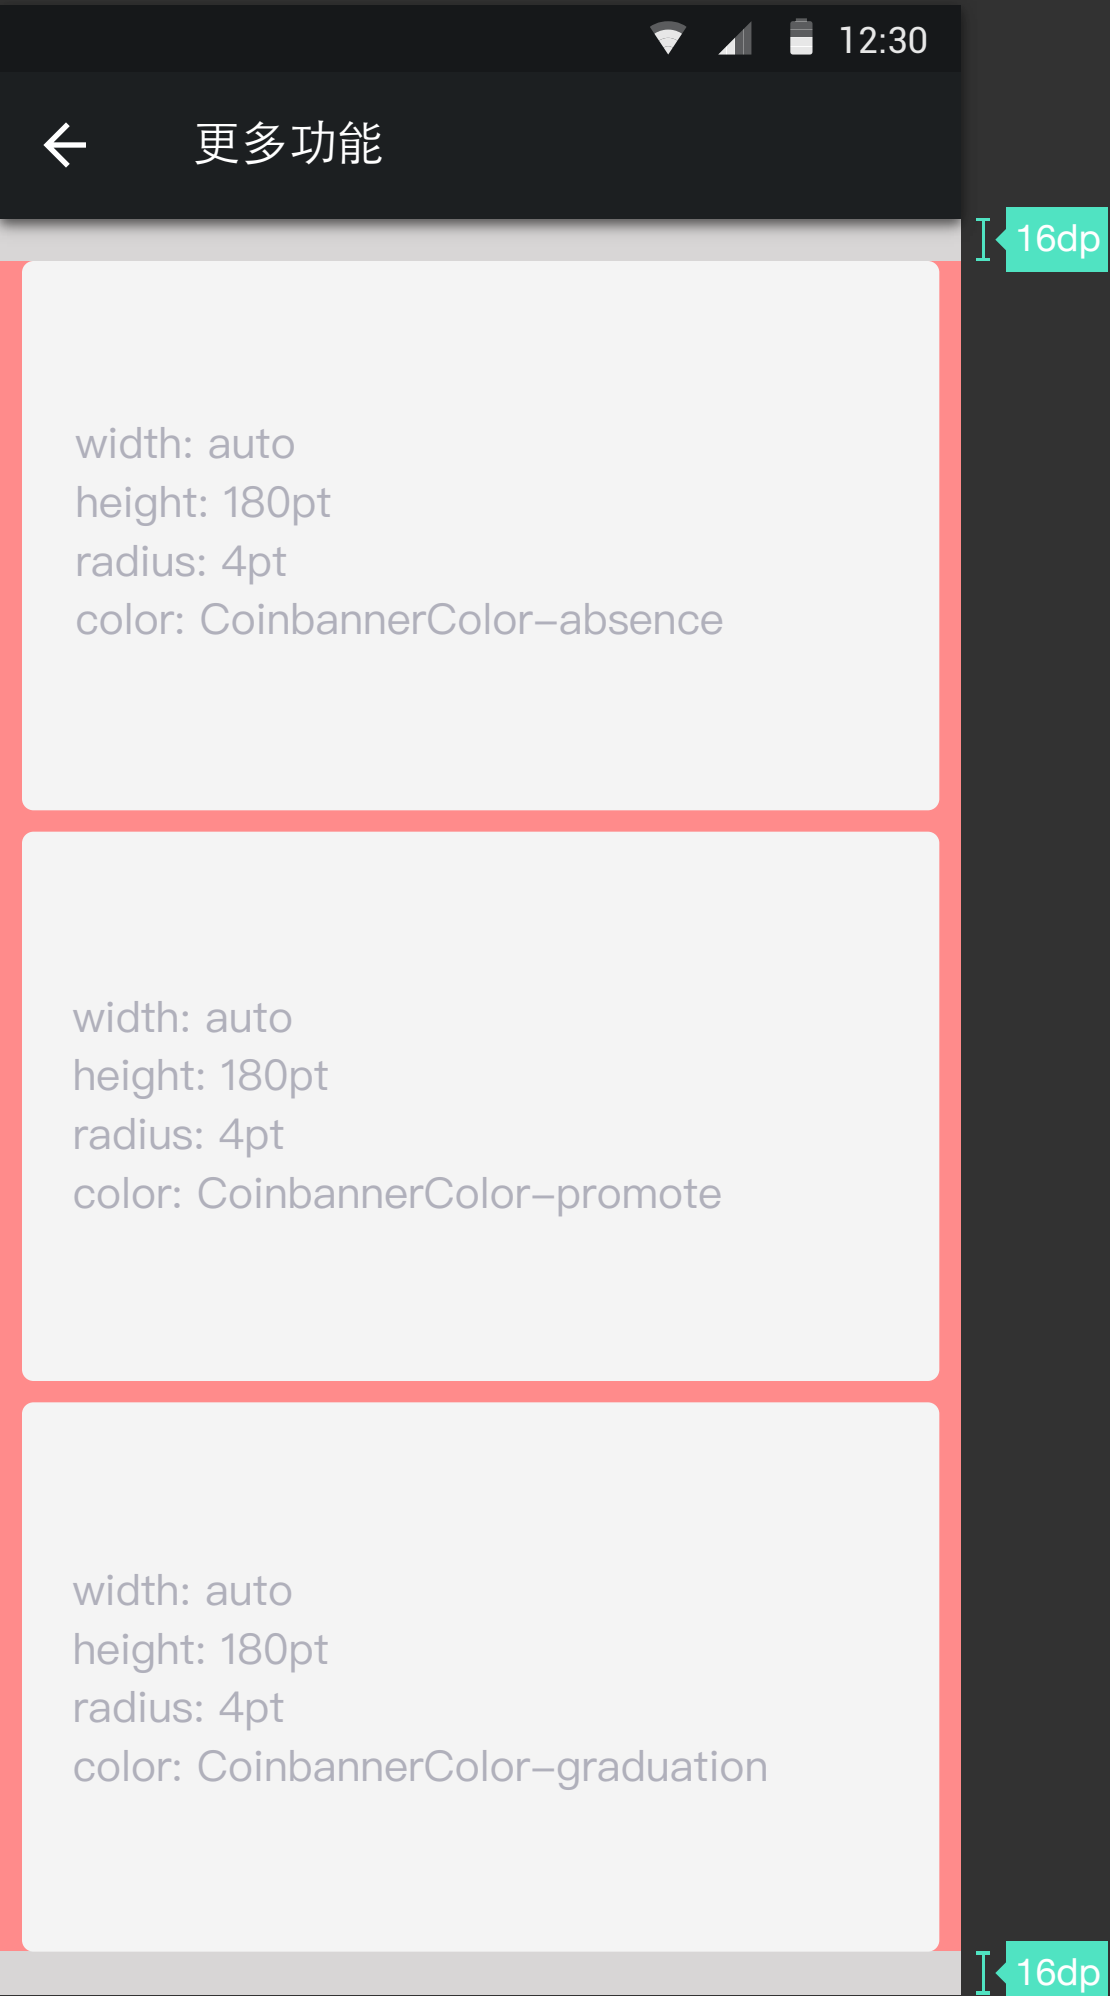 12:30
更多功能
16dp
width: auto
height: 180pt
radius: 4pt
color: CoinbannerColor-absence
width: auto
height: 180pt
radius: 4pt
color: CoinbannerColor-promote
width: auto
height: 180pt
radius: 4pt
color: CoinbannerColor-graduation
16dp